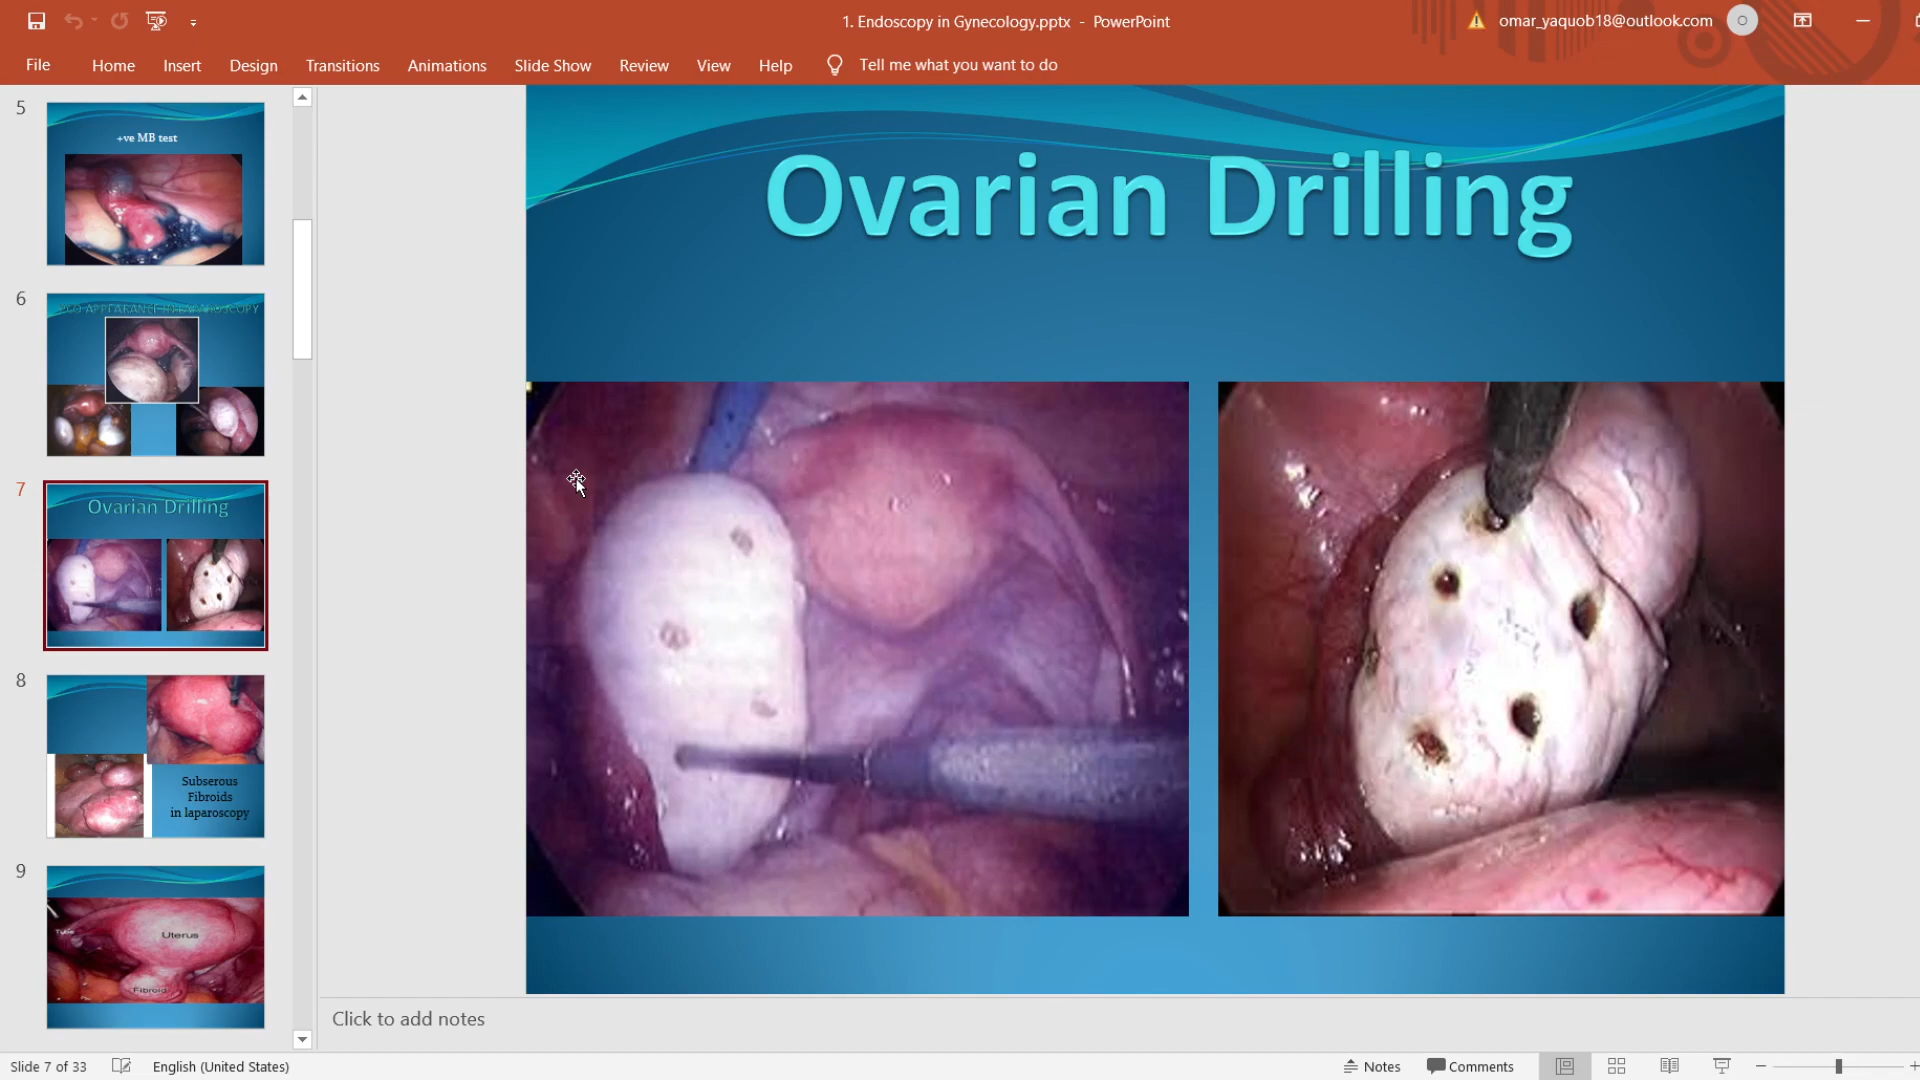 1. Endoscopy in Gynecology.pptx - PowerPoint
omar_yaquob18@outlook.com
O
File Home Insert Design Transitions Animations Slide Show Review View Help Tell me what you want to do
5
+ve MB test
6
PCO APPEARANCE IN LAPAROSCOPY
7
Ovarian Drilling
8
Subserous
Fibroids
in laparoscopy
9
Tube
Uterus
Fibroid
Ovarian Drilling
Click to add notes
Slide 7 of 33
English (United States)
Notes
Comments